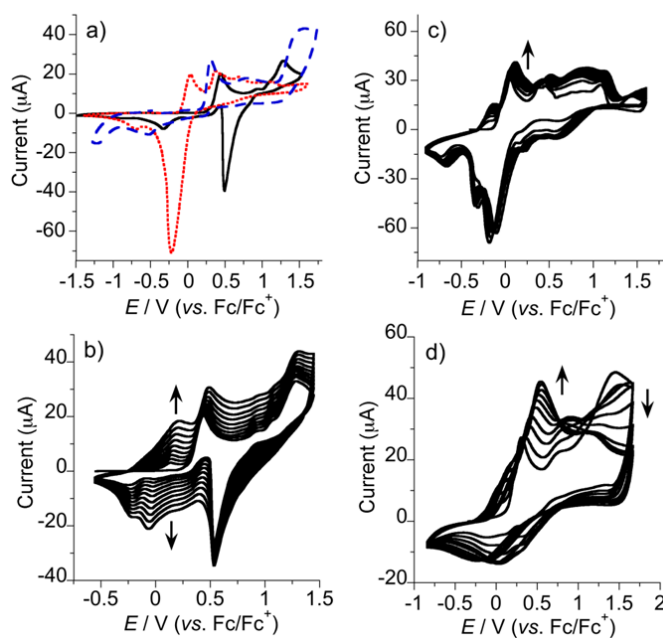 a)
Current (µA)
40
20
0
-20
-40
-60
-1.5 -1 -0.5 0 0.5 1 1.5
E / V (vs. Fc/Fc+)
c)
Current (µA)
60
30
0
-30
-60
-1 -0.5 0 0.5 1 1.5 2
E / V (vs. Fc/Fc+)
b)
Current (µA)
40
20
0
-20
-40
-0.5 0 0.5 1 1.5
E / V (vs. Fc/Fc+)
d)
Current (µA)
60
40
20
0
-20
-1 -0.5 0 0.5 1 1.5 2
E / V (vs. Fc/Fc+)